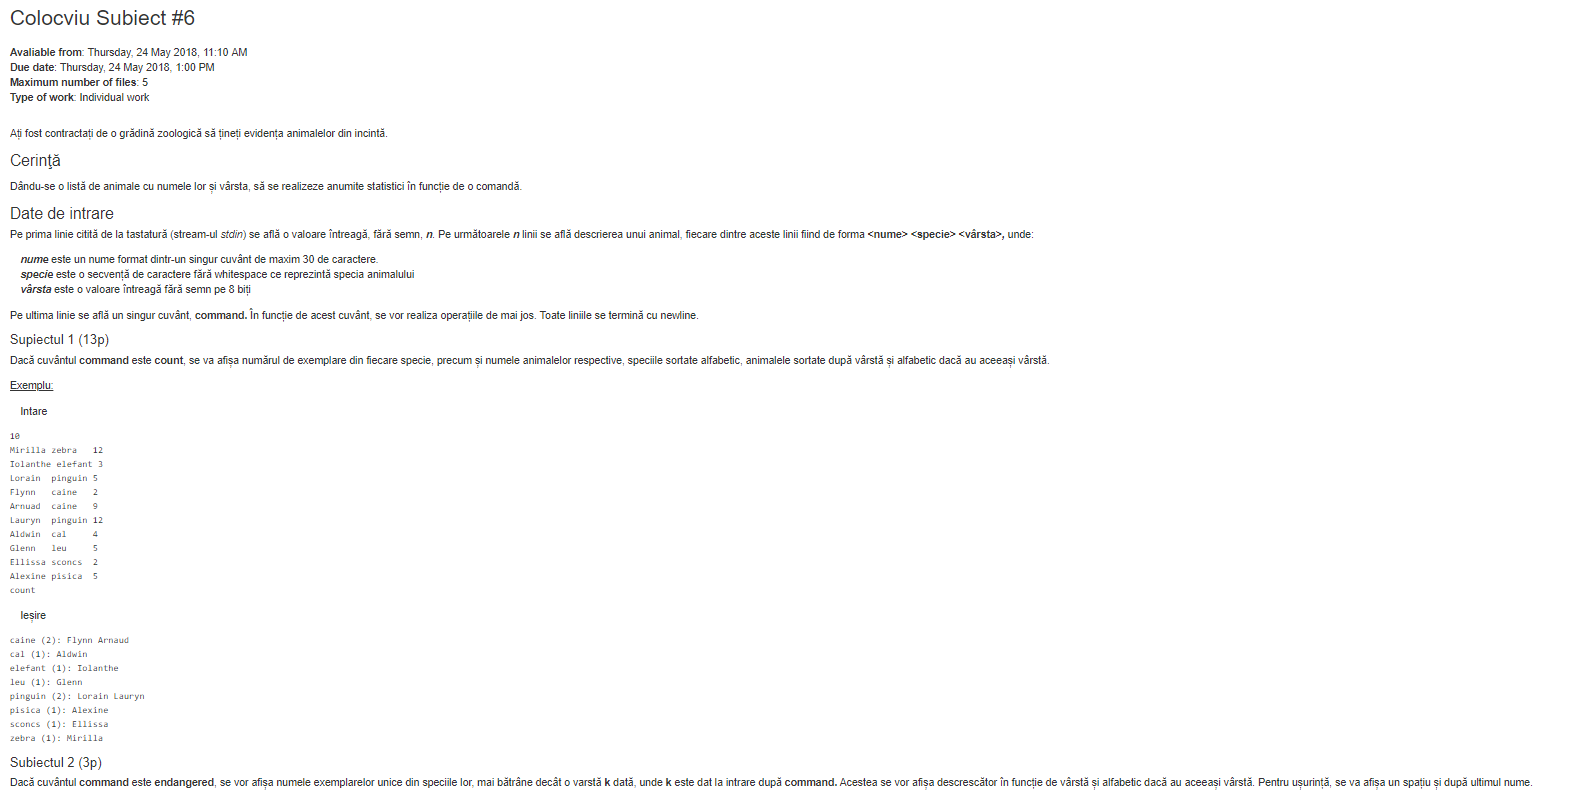 Colocviu Subiect #6
Avaliable from: Thursday, 24 May 2018, 11:10 AM
Due date: Thursday, 24 May 2018, 1:00 PM
Maximum number of files: 5
Type of work: Individual work
Ați fost contractați de o grădină zoologică să țineți evidența animalelor din incintă.
Cerință
Dându-se o listă de animale cu numele lor și vârsta, să se realizeze anumite statistici în funcție de o comandă.
Date de intrare
Pe prima linie citită de la tastatură (stream-ul stdin) se află o valoare întreagă, fără semn, n. Pe următoarele n linii se află descrierea unui animal, fiecare dintre aceste linii fiind de forma <nume> <specie> <vârsta>, unde:
nume este un nume format dintr-un singur cuvânt de maxim 30 de caractere.
specie este o secvență de caractere fără whitespace ce reprezintă specia animalului
vârsta este o valoare întreagă fără semn pe 8 biți
Pe ultima linie se află un singur cuvânt, command. În funcție de acest cuvânt, se vor realiza operațiile de mai jos. Toate liniile se termină cu newline.
Supiectul 1 (13p)
Dacă cuvântul command este count, se va afișa numărul de exemplare din fiecare specie, precum și numele animalelor respective, speciile sortate alfabetic, animalele sortate după vârstă și alfabetic dacă au aceeași vârstă.
Exemplu:
Intare
10
Mirilla zebra   12
Iolanthe elefant 3
Lorain  pinguin 5
Flynn   caine   2
Arnuad  caine   9
Lauryn  pinguin 12
Aldwin  cal     4
Glenn   leu     5
Ellissa sconcs  2
Alexine pisica  5
count
Ieșire
caine (2): Flynn Arnaud
cal (1): Aldwin
elefant (1): Iolanthe
leu (1): Glenn
pinguin (2): Lorain Lauryn
pisica (1): Alexine
sconcs (1): Ellissa
zebra (1): Mirilla
Subiectul 2 (3p)
Dacă cuvântul command este endangered, se vor afișa numele exemplarelor unice din speciile lor, mai bătrâne decât o varstă k dată, unde k este dat la intrare după command. Acestea se vor afișa descrescător în funcție de vârstă și alfabetic dacă au aceeași vârstă. Pentru ușurință, se va afișa un spațiu și după ultimul nume.